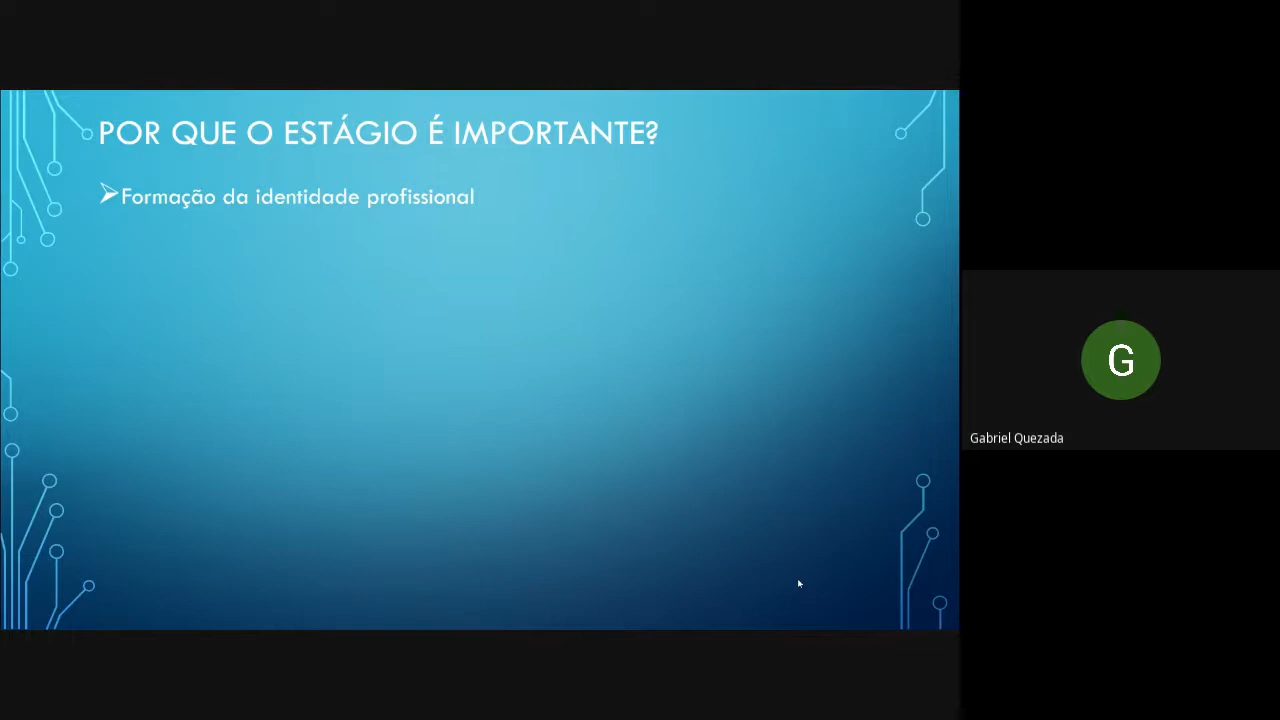 POR QUE O ESTÁGIO É IMPORTANTE?
Formação da identidade profissional
G
Gabriel Quezada